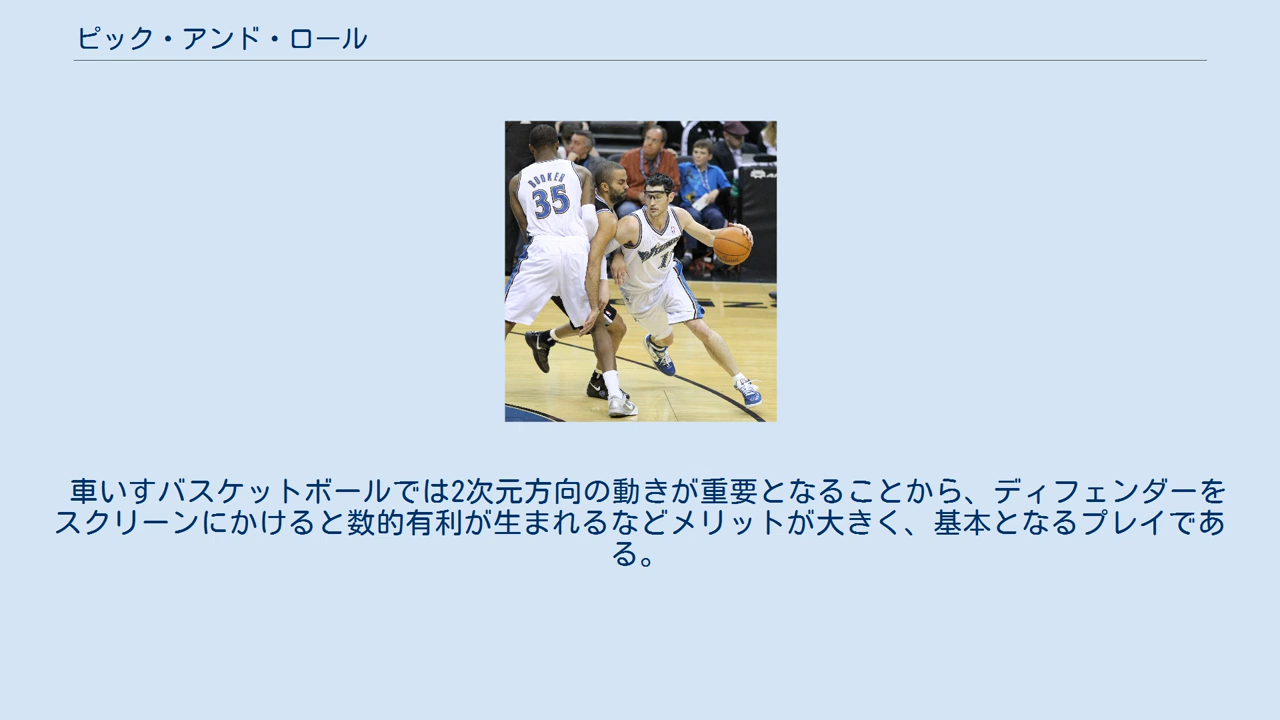 ピック・アンド・ロール
BOOKER
35
1
車いすバスケットボールでは2次元方向の動きが重要となることから、ディフェンダーを
スクリーンにかけると数的有利が生まれるなどメリットが大きく、基本となるプレイであ
る。